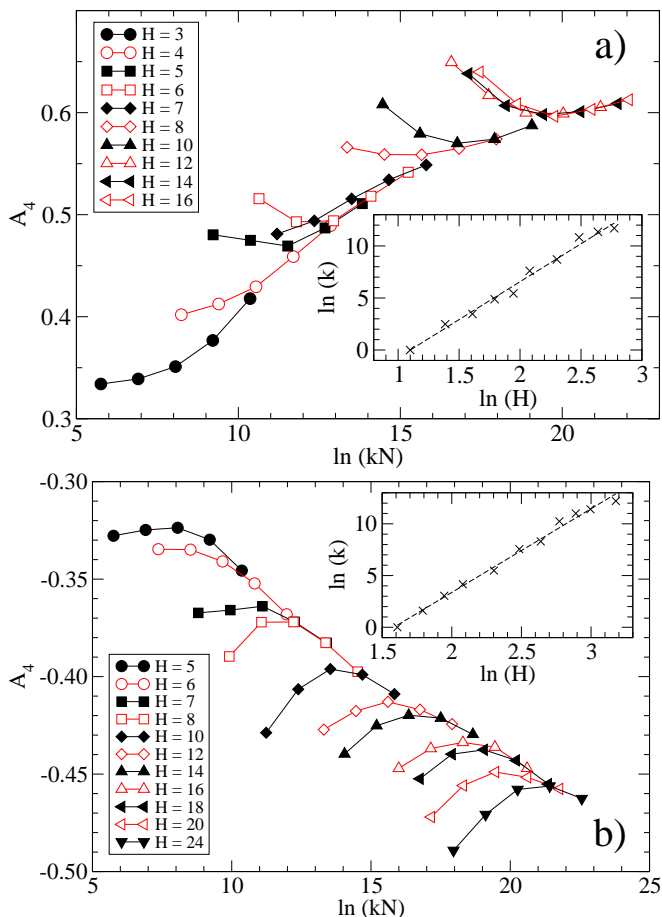 a)
H = 3
H = 4
H = 5
H = 6
H = 7
H = 8
H = 10
H = 12
H = 14
H = 16
0.6
0.5
0.4
0.3
A4
10
5
0
ln (k)
1 1.5 2 2.5 3
ln (H)
10 15 20
ln (kN)
b)
-0.30
-0.35
-0.40
-0.45
-0.50
A4
10
5
0
ln (k)
1.5 2 2.5 3
ln (H)
H = 5
H = 6
H = 7
H = 8
H = 10
H = 12
H = 14
H = 16
H = 18
H = 20
H = 24
5 10 15 20 25
ln (kN)